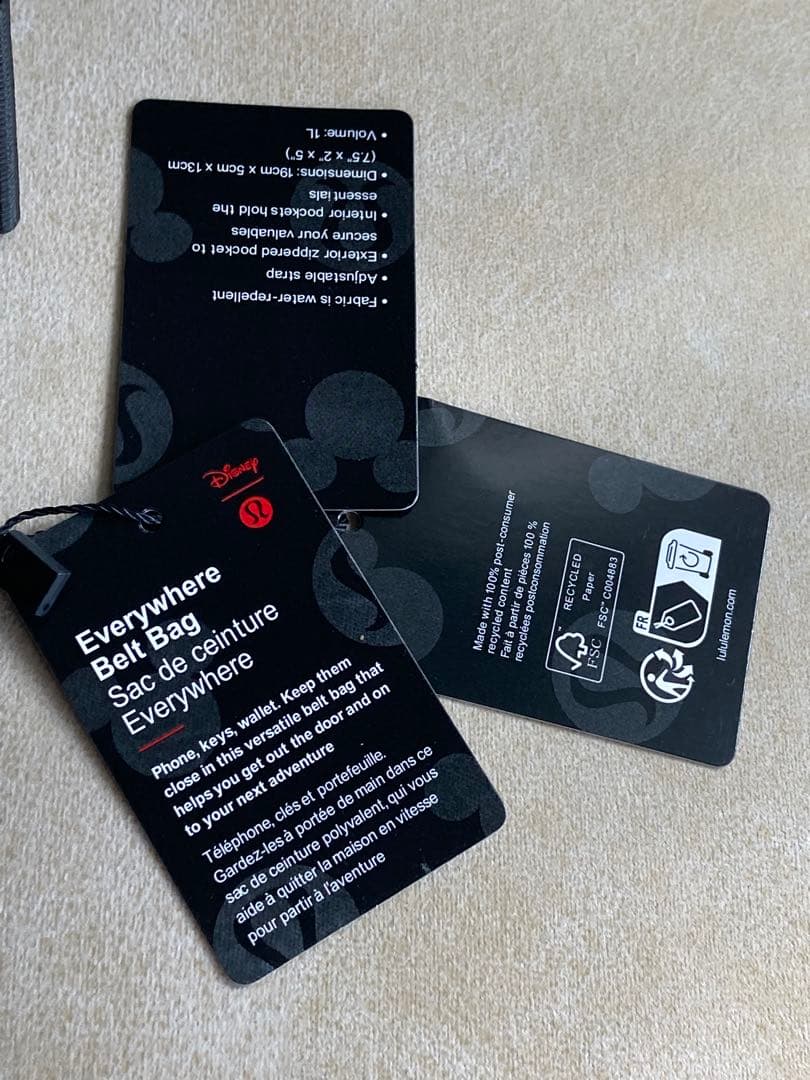 • Fabric is water-repellent
• Adjustable strap
• Exterior zippered pocket to
secure your valuables
• Interior pockets hold the
essentials
• Dimensions: 19cm x 5cm x 13cm
(7.5" x 2" x 5")
• Volume: 1L
Disney
Everywhere
Belt Bag
Sac de ceinture
Everywhere
Phone, keys, wallet. Keep them
close in this versatile belt bag that
helps you get out the door and on
to your next adventure
Téléphone, clés et portefeuille.
Gardez-les à portée de main dans ce
sac de ceinture polyvalent, qui vous
aide à quitter la maison en vitesse
pour partir à l'aventure
Made with 100% post-consumer
recycled content
Fait à partir de pièces 100 %
recyclées postconsommation
FSC
RECYCLED
Paper
FSC™ C004883
FR
lululemon.com